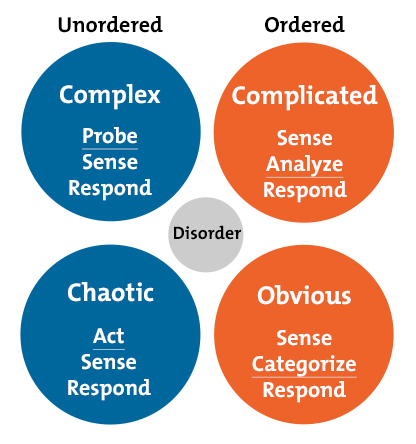 Unordered
Ordered
Complex
Probe
Sense
Respond
Complicated
Sense
Analyze
Respond
Disorder
Chaotic
Act
Sense
Respond
Obvious
Sense
Categorize
Respond